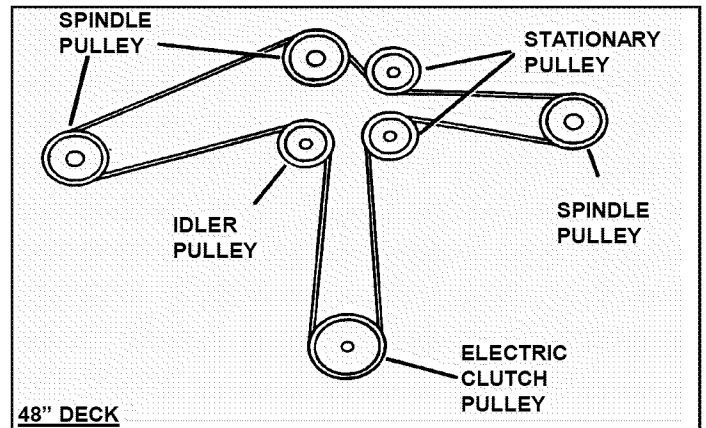 SPINDLE
PULLEY
STATIONARY
PULLEY
IDLER
PULLEY
SPINDLE
PULLEY
ELECTRIC
CLUTCH
PULLEY
48" DECK